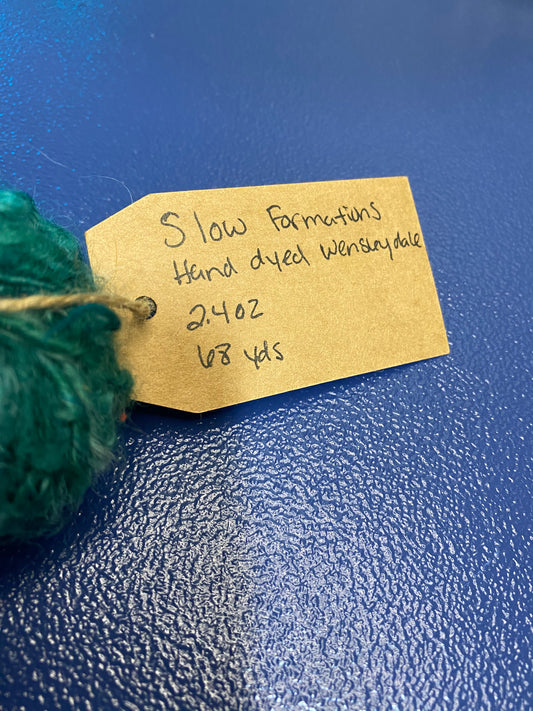 Slow Formations
Hand dyed Wensleydale
2.4oz
68 yds